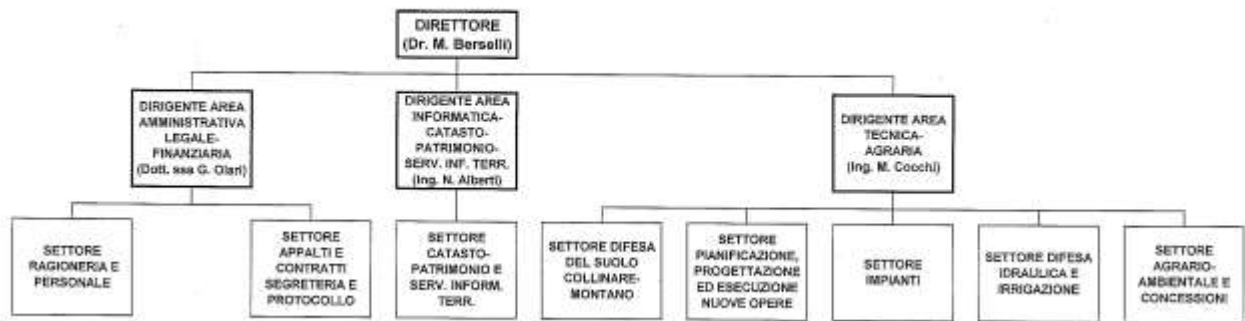 DIRETTORE
(Dr. M. Berselli)
DIRIGENTE AREA
AMMINISTRATIVA
LEGALE-
FINANZIARIA
(Dott. ssa G. Olari)
DIRIGENTE AREA
INFORMATICA-
CATASTO-
PATRIMONIO-
SERV. INF. TERR.
(Ing. N. Alberti)
DIRIGENTE AREA
TECNICA-
AGRARIA
(Ing. M. Cocchi)
SETTORE
RAGIONERIA E
PERSONALE
SETTORE
APPALTI E
CONTRATTI
SEGRETERIA E
PROTOCOLLO
SETTORE
CATASTO-
PATRIMONIO E
SERV. INFORM.
TERR.
SETTORE DIFESA
DEL SUOLO
COLLINARE-
MONTANO
SETTORE
PIANIFICAZIONE,
PROGETTAZIONE
ED ESECUZIONE
NUOVE OPERE
SETTORE
IMPIANTI
SETTORE DIFESA
IDRAULICA E
IRRIGAZIONE
SETTORE
AGRARIO-
AMBIENTALE E
CONCESSIONI